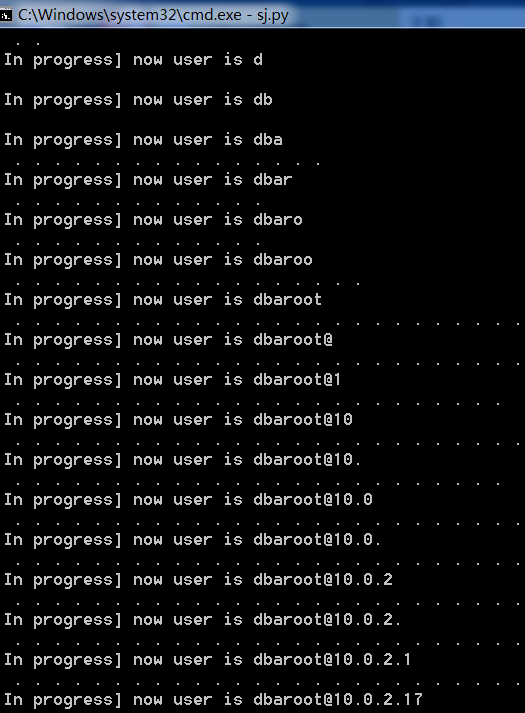 C:\Windows\system32\cmd.exe - sj.py
. .
In progress] now user is d
In progress] now user is db
In progress] now user is dba
. . . . . . . . . . . . . . . .
In progress] now user is dbar
. . . . . . . . . . . . .
In progress] now user is dbaro
. . . . . . . . . . . . .
In progress] now user is dbaroo
. . . . . . . . . . . . . . . . . .
In progress] now user is dbaroot
. . . . . . . . . . . . . . . . . . . . . . . . . .
In progress] now user is dbaroot@
. . . . . . . . . . . . . . . . . . . . . . . . . .
In progress] now user is dbaroot@1
. . . . . . . . . . . . . . . . . . . . . . . . .
In progress] now user is dbaroot@10
. . . . . . . . . . . . . . . . . . . . . . . . . .
In progress] now user is dbaroot@10.
. . . . . . . . . . . . . . . . . . . . . . . . .
In progress] now user is dbaroot@10.0
. . . . . . . . . . . . . . . . . . . . . . . . . .
In progress] now user is dbaroot@10.0.
. . . . . . . . . . . . . . . . . . . . . . . . . .
In progress] now user is dbaroot@10.0.2
. . . . . . . . . . . . . . . . . . . . . . . . . .
In progress] now user is dbaroot@10.0.2.
. . . . . . . . . . . . . . . . . . . . . . . . . .
In progress] now user is dbaroot@10.0.2.1
. . . . . . . . . . . . . . . . . . . . . . . . . .
In progress] now user is dbaroot@10.0.2.17